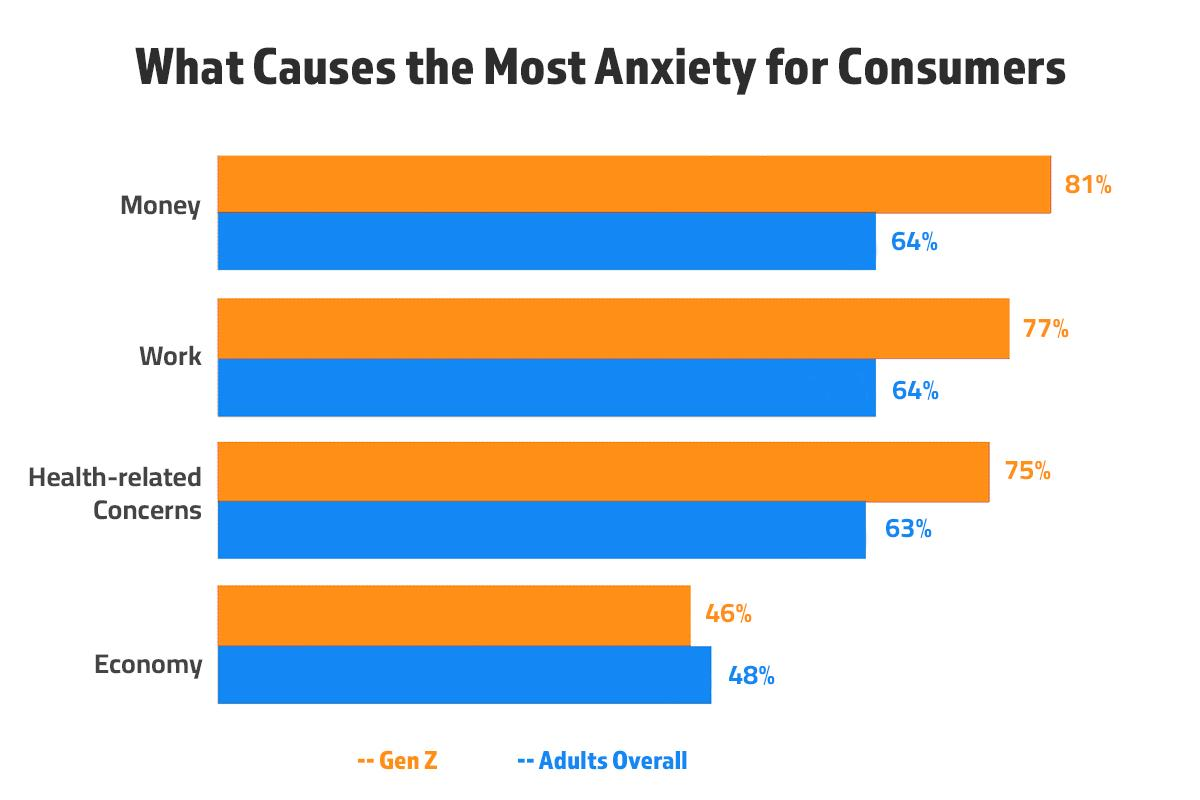 What Causes the Most Anxiety for Consumers
Money
81%
64%
Work
77%
64%
Health-related
Concerns
75%
63%
Economy
46%
48%
-- Gen Z
-- Adults Overall